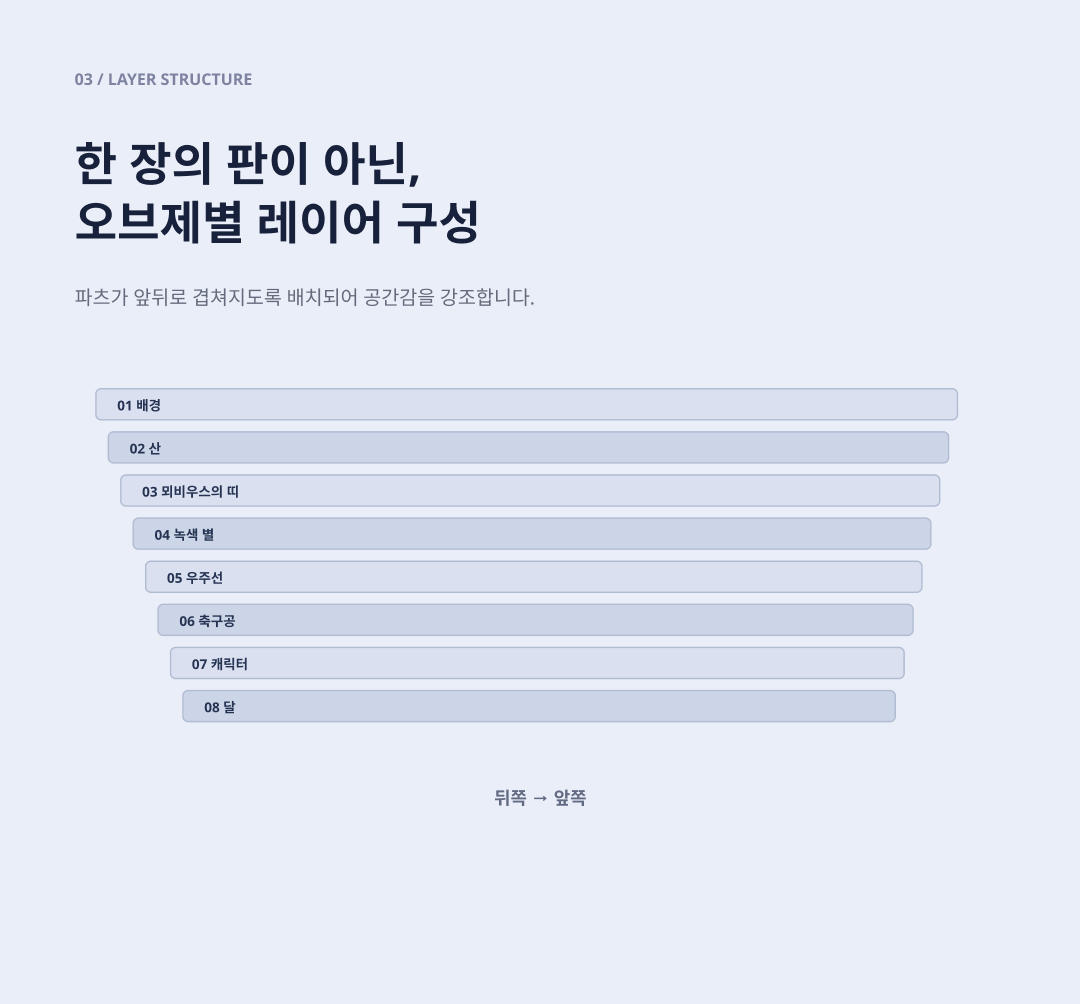 03 / LAYER STRUCTURE
한 장의 판이 아닌,
오브제별 레이어 구성
파츠가 앞뒤로 겹쳐지도록 배치되어 공간감을 강조합니다.
01 배경
02 산
03 뫼비우스의 띠
04 녹색 별
05 우주선
06 축구공
07 캐릭터
08 달
뒤쪽 → 앞쪽